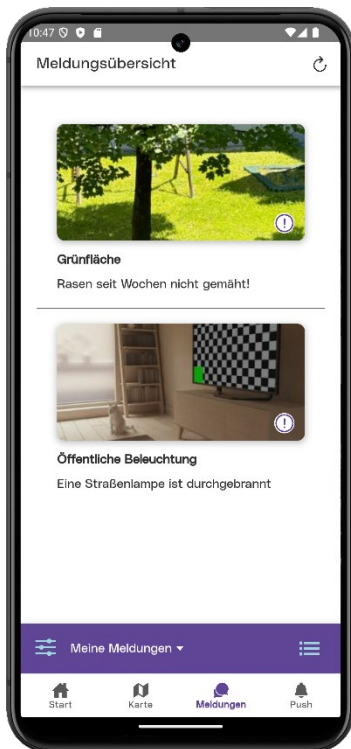 10:47
Meldungsübersicht
Grünfläche
Rasen seit Wochen nicht gemäht!
Öffentliche Beleuchtung
Eine Straßenlampe ist durchgebrannt
Meine Meldungen
Start Karte Meldungen Push